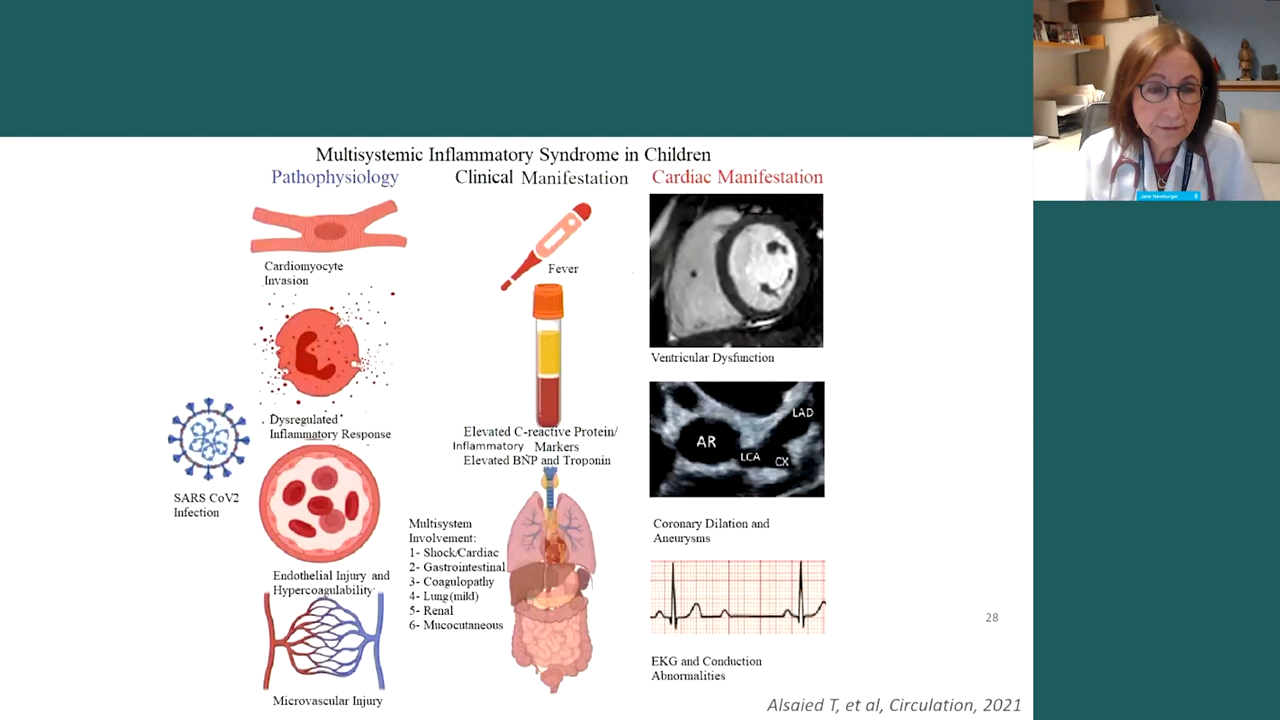 Multisystemic Inflammatory Syndrome in Children
Pathophysiology
Clinical Manifestation
Cardiac Manifestation
Cardiomyocyte
Invasion
Dysregulated
Inflammatory Response
SARS CoV2
Infection
Endothelial Injury and
Hypercoagulability
Microvascular Injury
Fever
Elevated C-reactive Protein/
Inflammatory Markers
Elevated BNP and Troponin
Multisystem
Involvement:
1- Shock/Cardiac
2- Gastrointestinal
3- Coagulopathy
4- Lung(mild)
5- Renal
6- Mucocutaneous
Ventricular Dysfunction
LAD
AR
LCA
CX
Coronary Dilation and
Aneurysms
EKG and Conduction
Abnormalities
28
Alsaied T, et al, Circulation, 2021
Jane Newburger